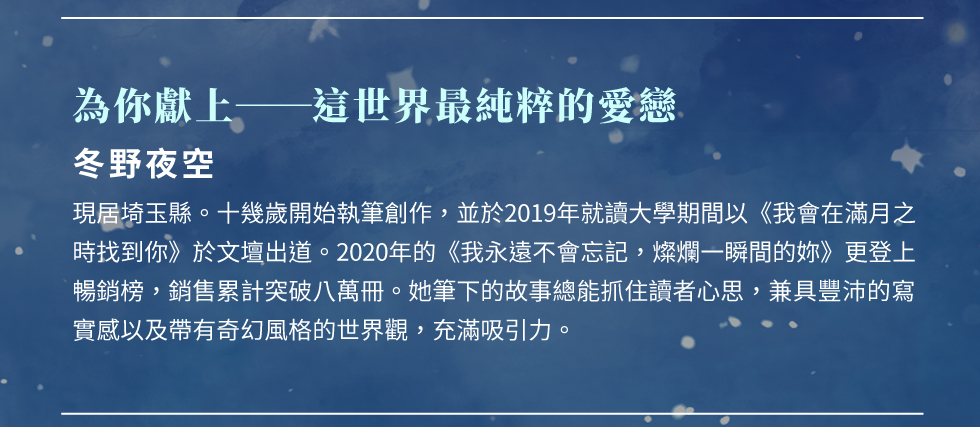 為你獻上——這世界最純粹的愛戀
冬野夜空
現居埼玉縣。十幾歲開始執筆創作，並於2019年就讀大學期間以《我會在滿月之
時找到你》於文壇出道。2020年的《我永遠不會忘記，燦爛一瞬間的妳》更登上
暢銷榜，銷售累計突破八萬冊。她筆下的故事總能抓住讀者心思，兼具豐沛的寫
實感以及帶有奇幻風格的世界觀，充滿吸引力。